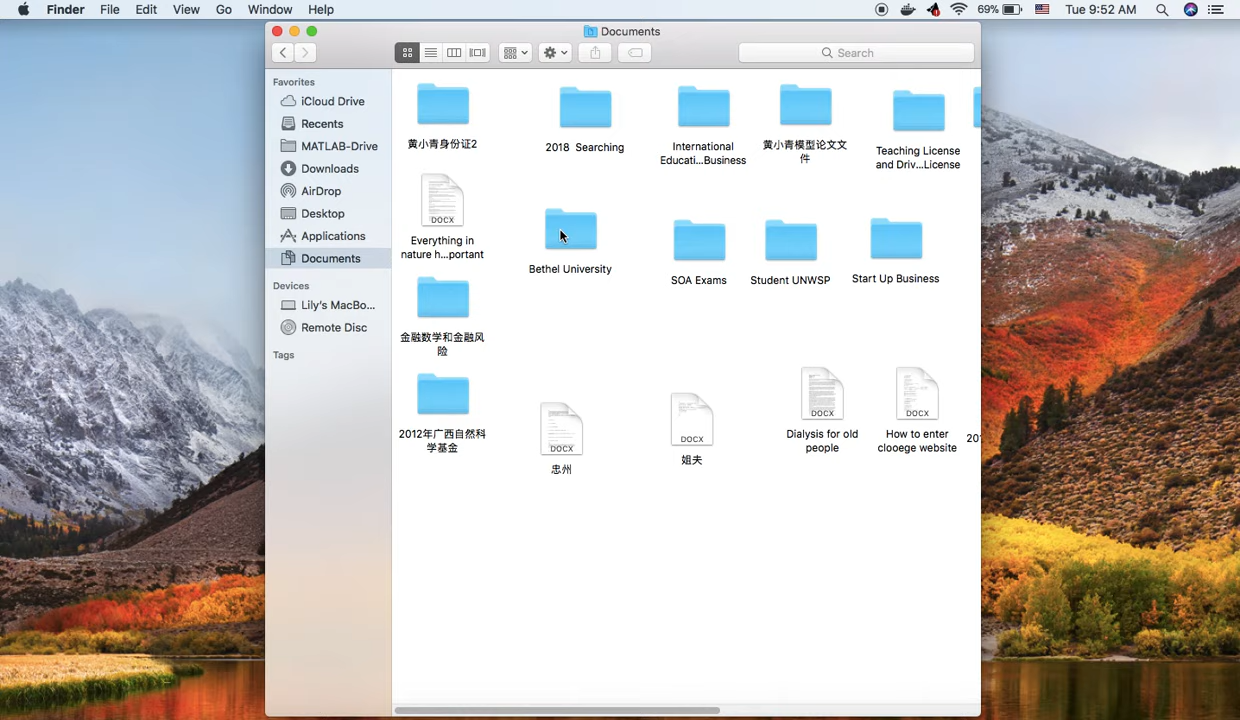 Finder File Edit View Go Window Help 69% Tue 9:52 AM
Documents
Search
Favorites
iCloud Drive
Recents
MATLAB-Drive
Downloads
AirDrop
Desktop
Applications
Documents
Devices
Lily's MacBo...
Remote Disc
Tags
黄小青身份证2
2018 Searching
International
Educati...Business
黄小青模型论文文
件
Teaching License
and Driv...License
DOCX
Everything in
nature h...portant
Bethel University
SOA Exams
Student UNWSP
Start Up Business
金融数学和金融风
险
2012年广西自然科
学基金
DOCX
忠州
DOCX
姐夫
DOCX
Dialysis for old
people
DOCX
How to enter
clooege website